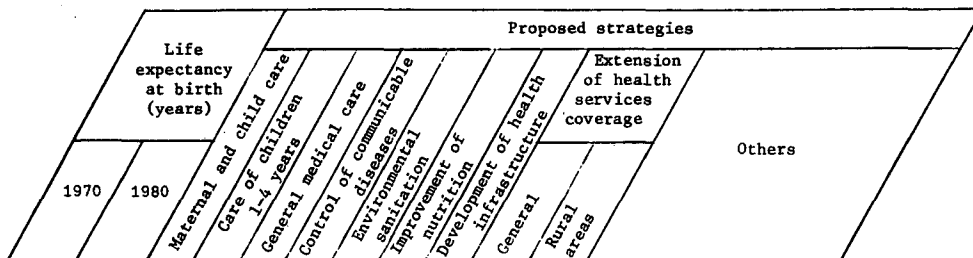 Life
expectancy
at birth
(years)
1970
1980
Proposed strategies
Maternal and child care
Care of children
1-4 years
General medical care
Control of communicable
diseases
Environmental
sanitation
Improvement of
nutrition
Development of health
infrastructure
Extension
of health
services
coverage
General
Rural
areas
Others